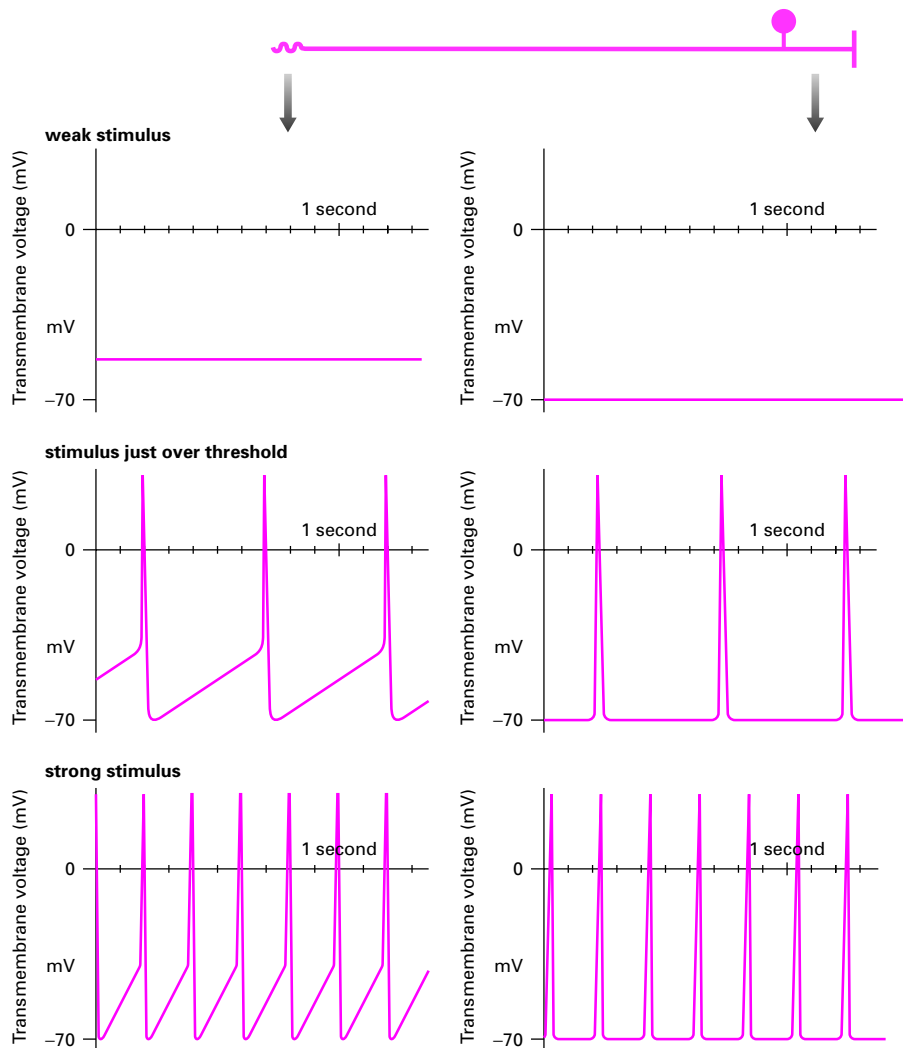 weak stimulus
Transmembrane voltage (mV)
1 second
0
mV
–70
Transmembrane voltage (mV)
1 second
0
mV
–70
stimulus just over threshold
Transmembrane voltage (mV)
1 second
0
mV
–70
Transmembrane voltage (mV)
1 second
0
mV
–70
strong stimulus
Transmembrane voltage (mV)
1 second
0
mV
–70
Transmembrane voltage (mV)
1 second
0
mV
–70